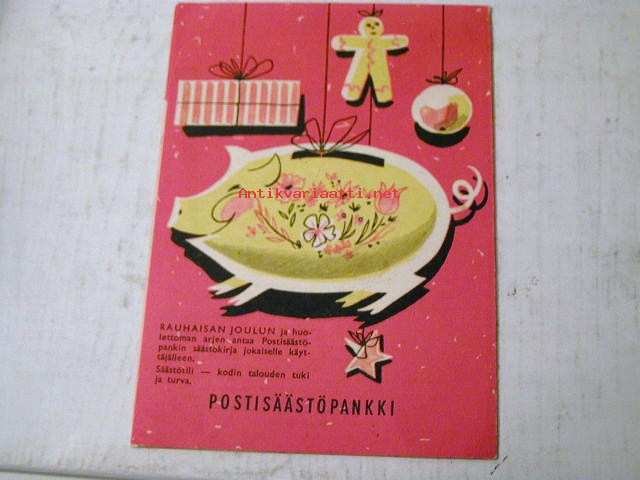 Antikvariaatti.net
RAUHAISAN JOULUN ja huo-
lettoman arjen antaa Postisäästö-
pankin säästökirja jokaiselle käyt-
täjälleen.
Säästötili — kodin talouden tuki
ja turva.
POSTISÄÄSTÖPANKKI